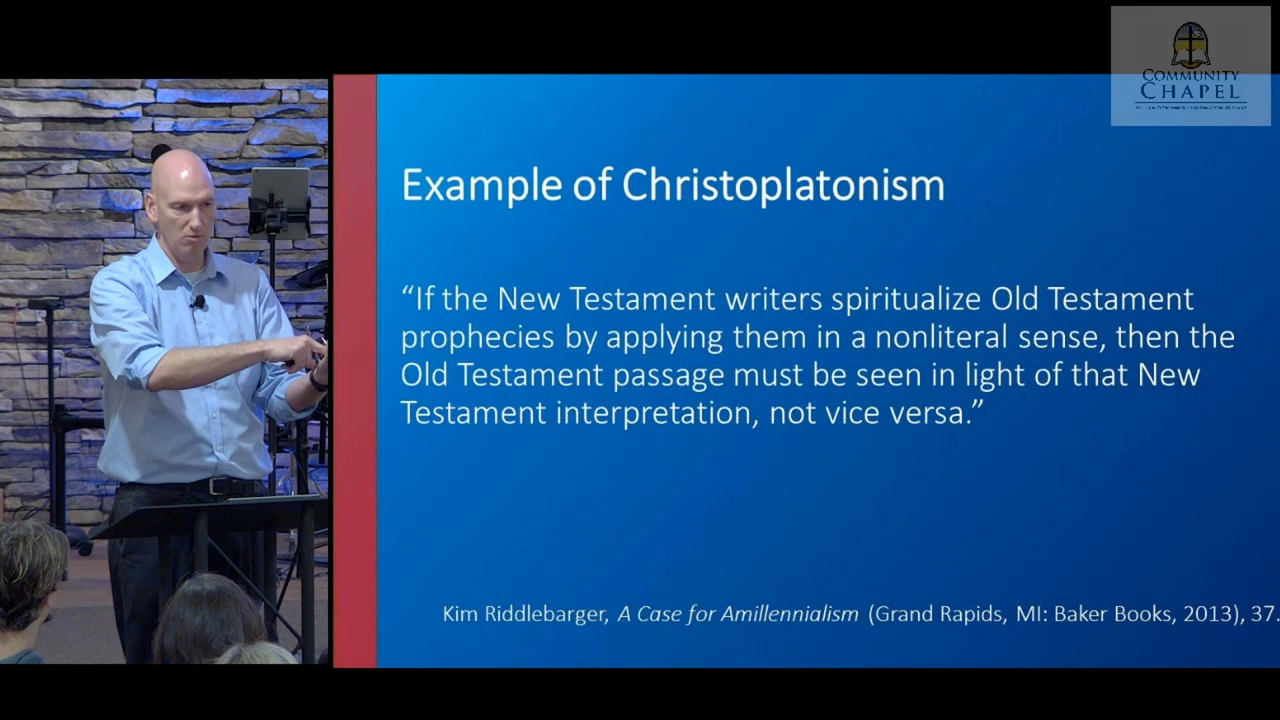 COMMUNITY
CHAPEL
Example of Christoplatonism
“If the New Testament writers spiritualize Old Testament
prophecies by applying them in a nonliteral sense, then the
Old Testament passage must be seen in light of that New
Testament interpretation, not vice versa.”
Kim Riddlebarger, A Case for Amillennialism (Grand Rapids, MI: Baker Books, 2013), 37.